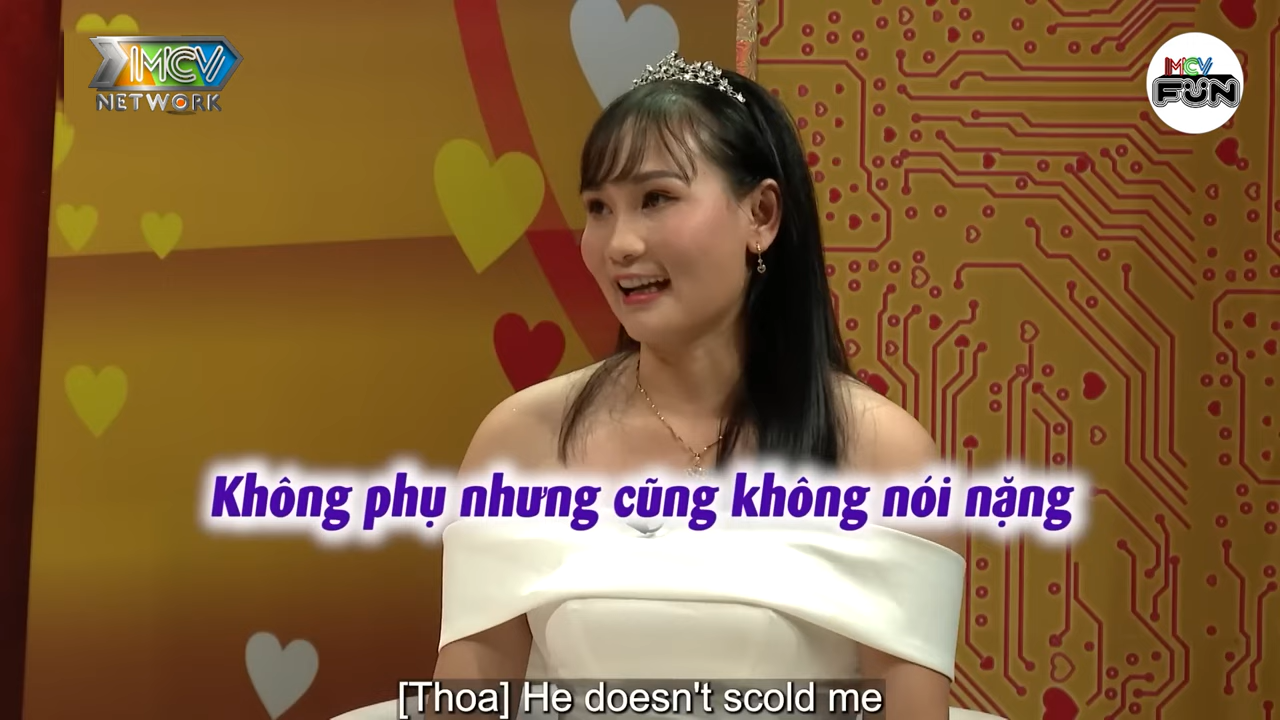 MCV
NETWORK
MCV
FUN
Không phụ nhưng cũng không nói nặng
[Thoa] He doesn't scold me